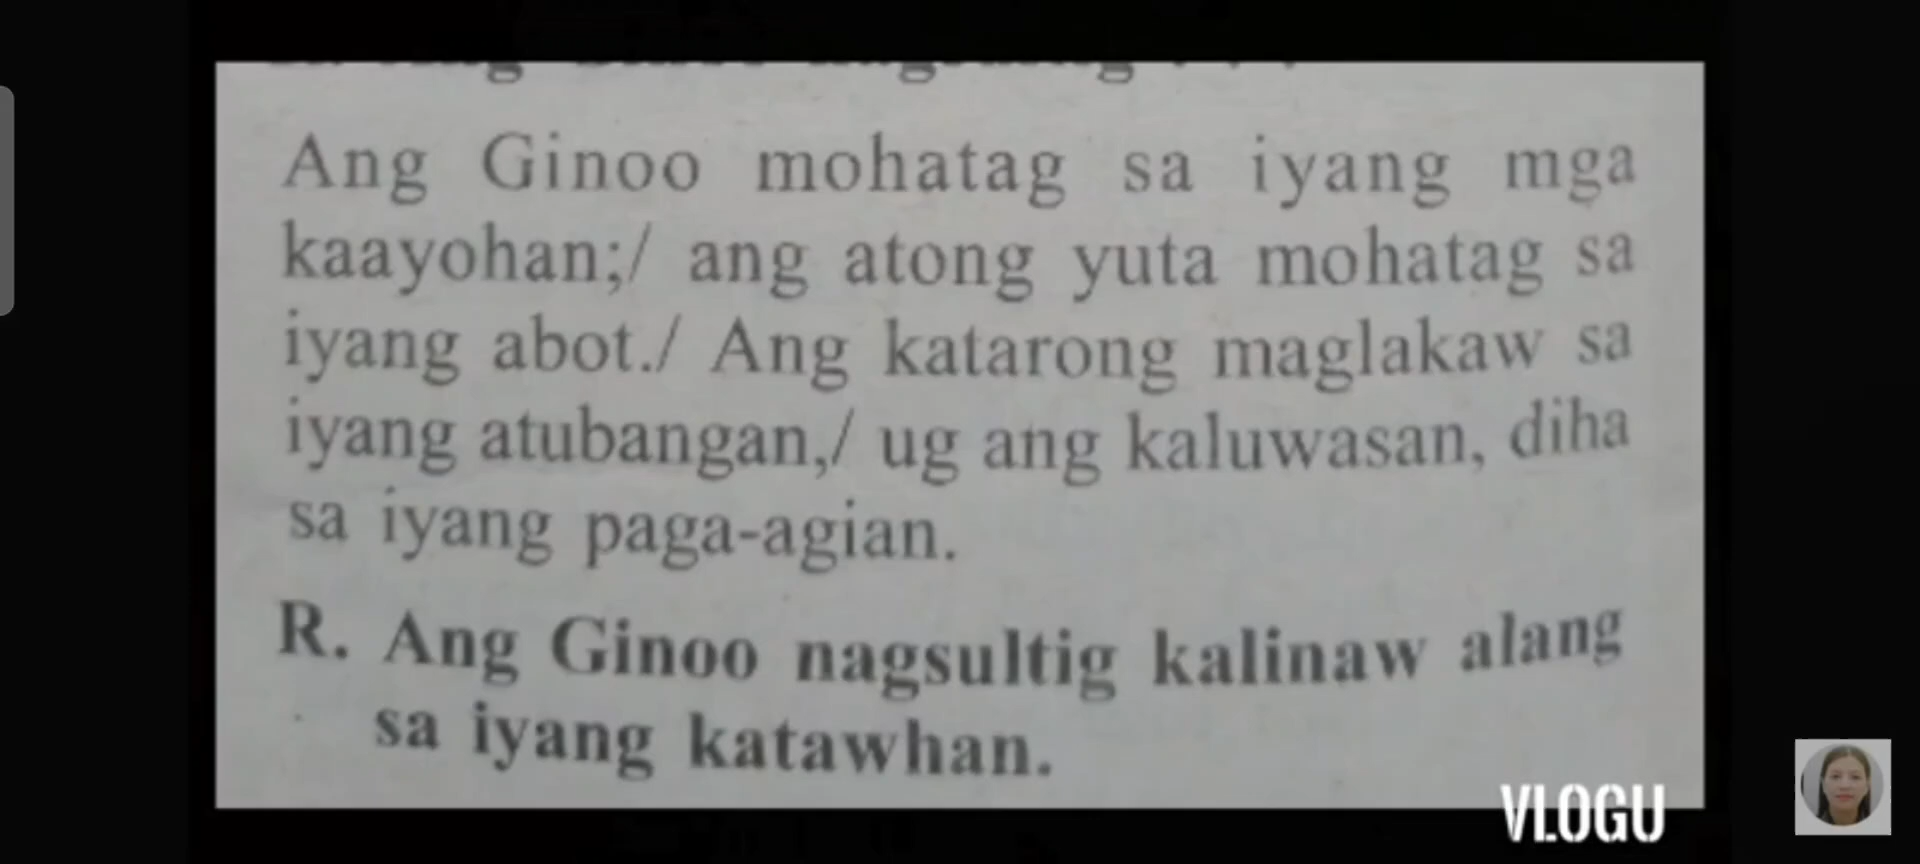 Ang Ginoo mohatag sa iyang mga
kaayohan;/ ang atong yuta mohatag sa
iyang abot./ Ang katarong maglakaw sa
iyang atubangan,/ ug ang kaluwasan, diha
sa iyang paga-agian.
R. Ang Ginoo nagsultig kalinaw alang
sa iyang katawhan.
VLOGU